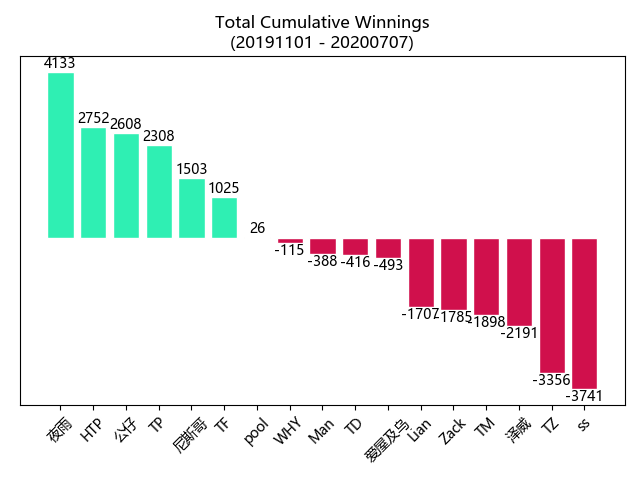 Total Cumulative Winnings
(20191101 - 20200707)
4133
2752
2608
2308
1503
1025
26
-115
-388
-416
-493
-1707
-1785
-1898
-2191
-3356
-3741
夜雨
HTP
公仔
TP
尼斯哥
TF
pool
WHY
Man
TD
爱屋及乌
Lian
Zack
TM
泽威
TZ
ss